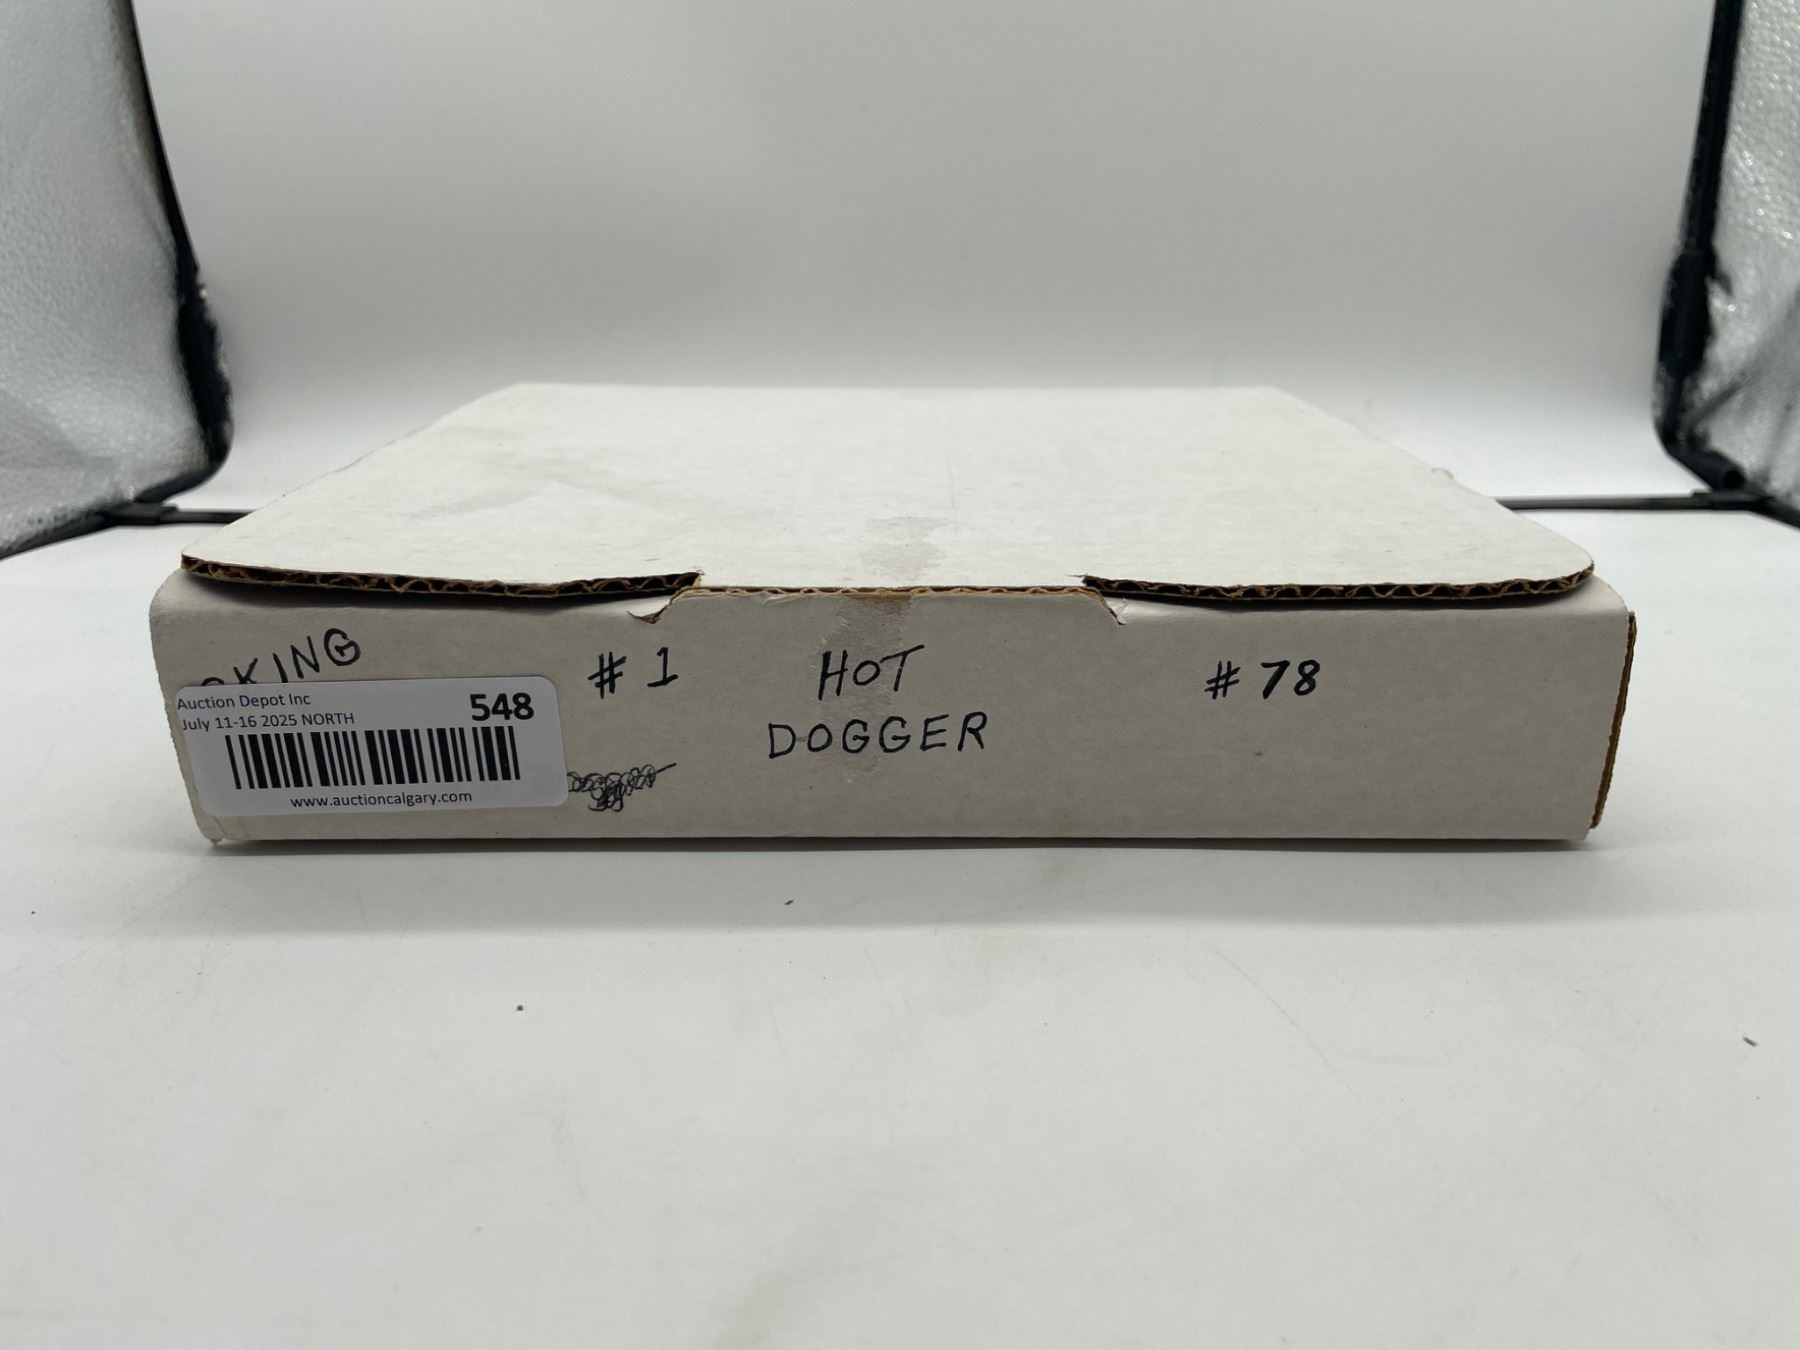 KING
# 1
HOT
DOGGER
# 78
Auction Depot Inc
548
July 11-16 2025 NORTH
www.auctioncalgary.com